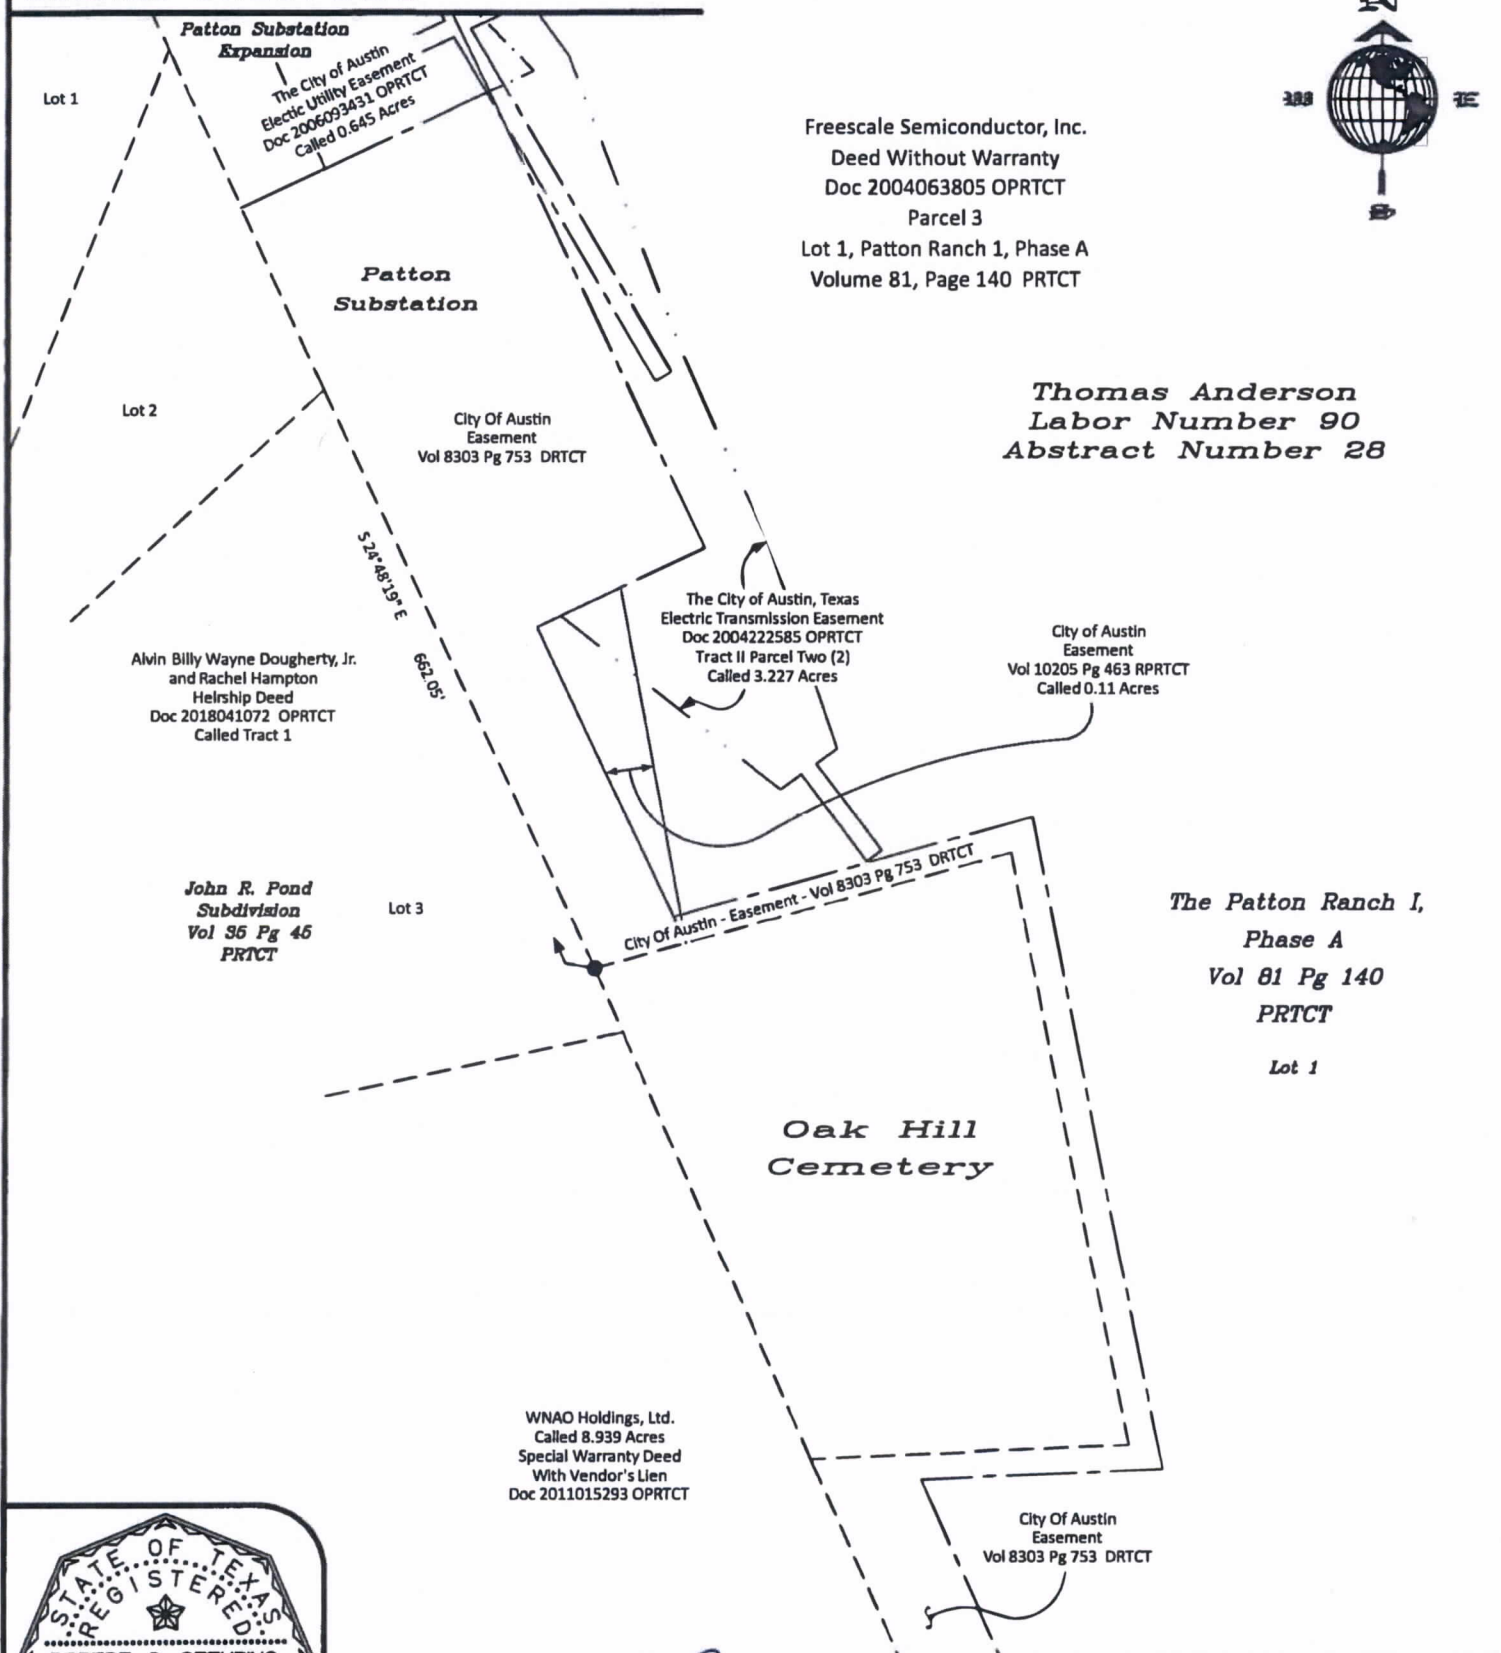 Patton Substation
Expansion
The City of Austin
Electic Utility Easement
Doc 2006093431 OPRTCT
Called 0.645 Acres
Lot 1
W
E
S
Freescale Semiconductor, Inc.
Deed Without Warranty
Doc 2004063805 OPRTCT
Parcel 3
Lot 1, Patton Ranch 1, Phase A
Volume 81, Page 140 PRTCT
Patton
Substation
Thomas Anderson
Labor Number 90
Abstract Number 28
Lot 2
City Of Austin
Easement
Vol 8303 Pg 753 DRTCT
S 24°48'19" E
662.05'
The City of Austin, Texas
Electric Transmission Easement
Doc 2004222585 OPRTCT
Tract II Parcel Two (2)
Called 3.227 Acres
City of Austin
Easement
Vol 10205 Pg 463 RPRTCT
Called 0.11 Acres
Alvin Billy Wayne Dougherty, Jr.
and Rachel Hampton
Heirship Deed
Doc 2018041072 OPRTCT
Called Tract 1
City Of Austin - Easement - Vol 8303 Pg 753 DRTCT
John R. Pond
Subdivision
Vol 35 Pg 45
PRTCT
Lot 3
The Patton Ranch I,
Phase A
Vol 81 Pg 140
PRTCT
Lot 1
Oak Hill
Cemetery
WNAO Holdings, Ltd.
Called 8.939 Acres
Special Warranty Deed
With Vendor's Lien
Doc 2011015293 OPRTCT
City Of Austin
Easement
Vol 8303 Pg 753 DRTCT
STATE OF TEXAS
REGISTERED